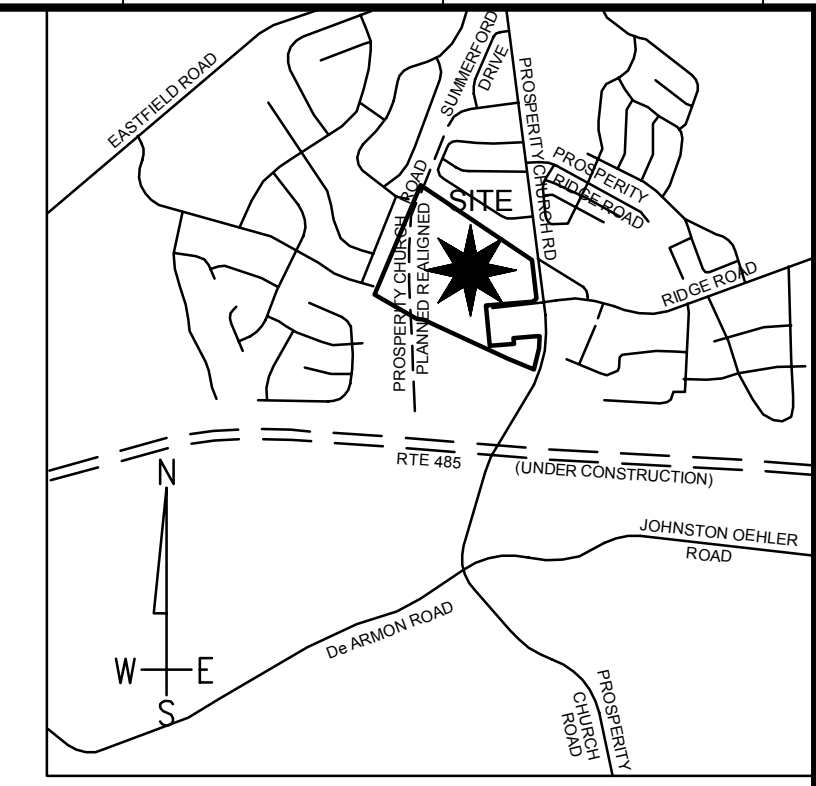 EASTFIELD ROAD
SUMMERFORD
DRIVE
PROSPERITY CHURCH RD
PROSPERITY
RIDGE ROAD
SITE
PROSPERITY CHURCH ROAD
PLANNED REALIGNED
RIDGE ROAD
RTE 485
(UNDER CONSTRUCTION)
N
W E
S
JOHNSTON OEHLER
ROAD
De ARMON ROAD
PROSPERITY
CHURCH
ROAD